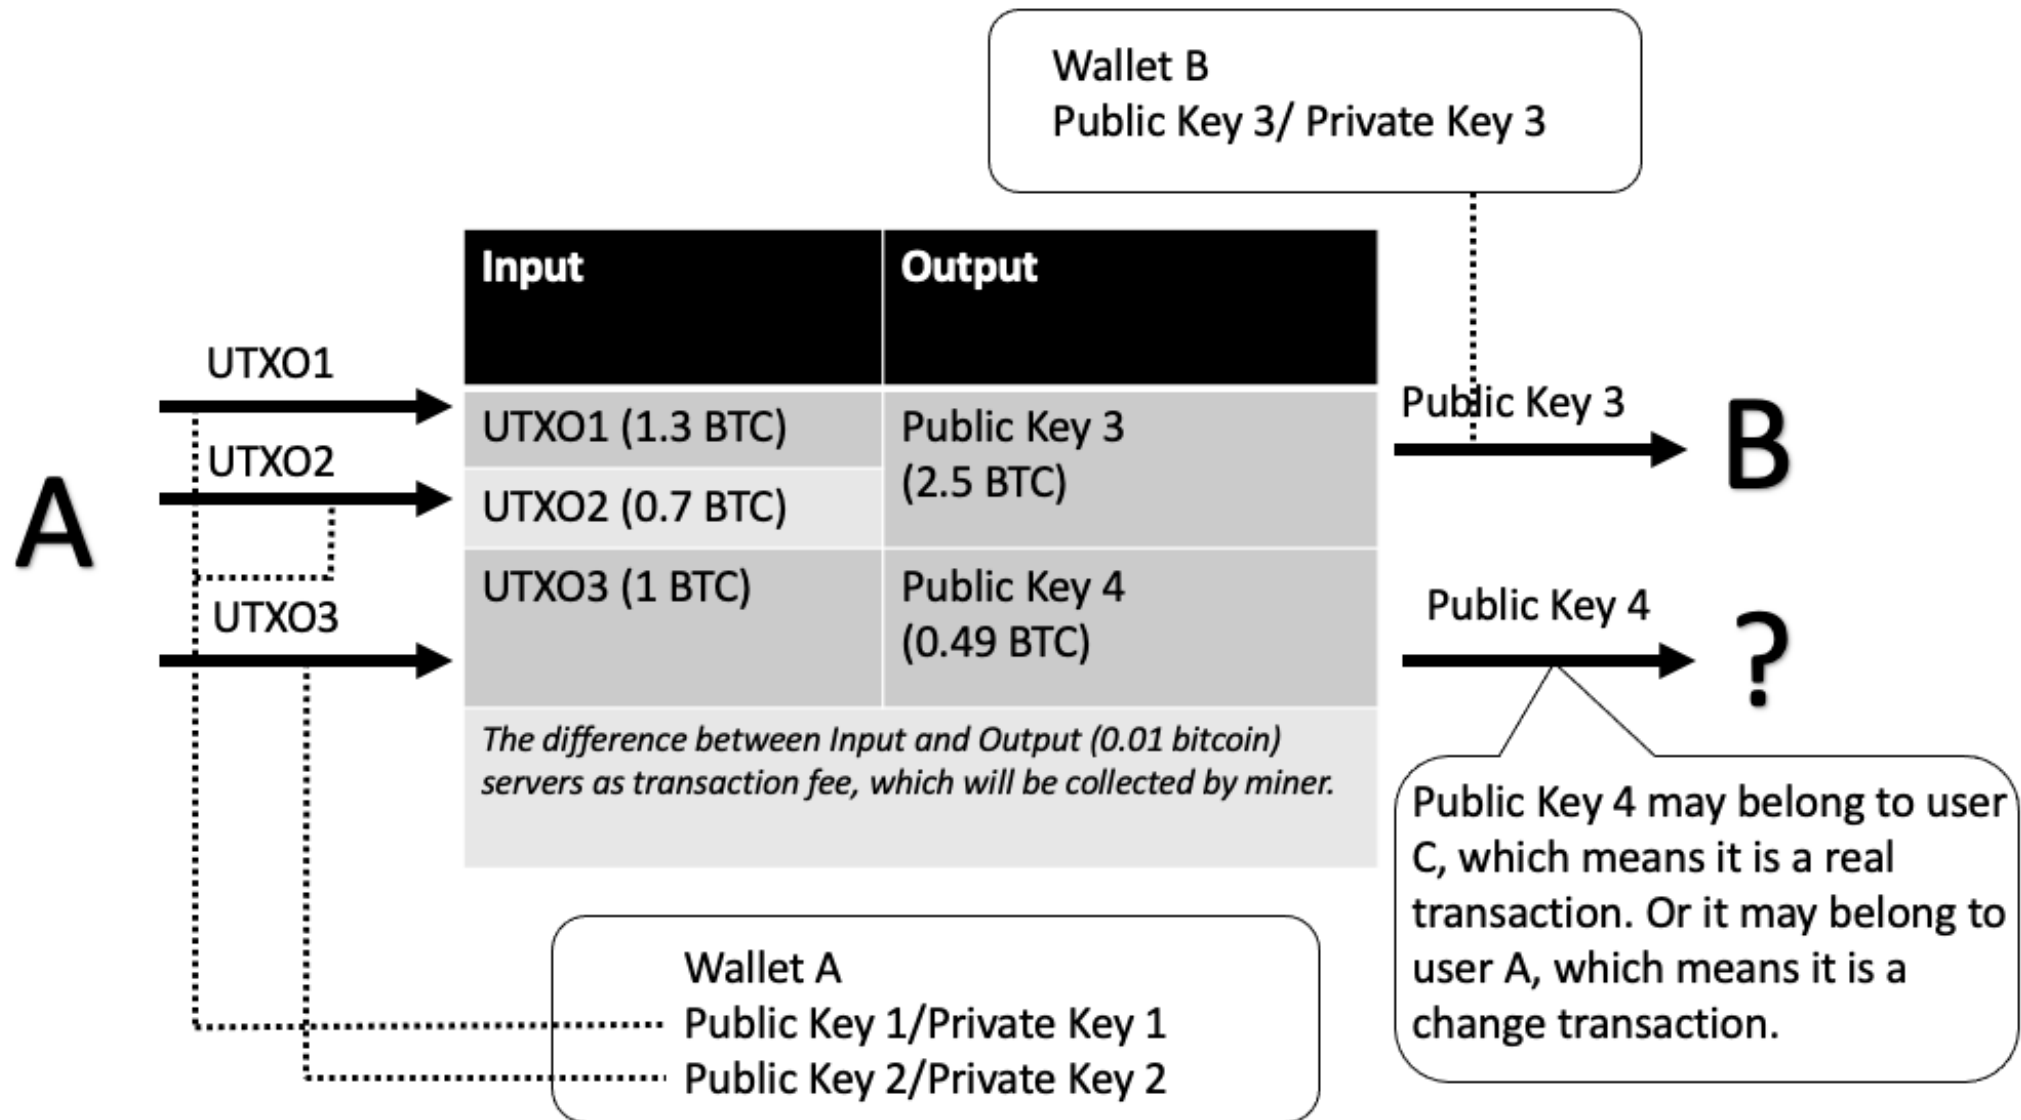 Wallet B
Public Key 3/ Private Key 3
Input
Output
UTXO1
UTXO1 (1.3 BTC)
Public Key 3
(2.5 BTC)
Public Key 3
B
UTXO2
UTXO2 (0.7 BTC)
A
UTXO3
UTXO3 (1 BTC)
Public Key 4
(0.49 BTC)
Public Key 4
?
The difference between Input and Output (0.01 bitcoin)
servers as transaction fee, which will be collected by miner.
Public Key 4 may belong to user
C, which means it is a real
transaction. Or it may belong to
user A, which means it is a
change transaction.
Wallet A
Public Key 1/Private Key 1
Public Key 2/Private Key 2